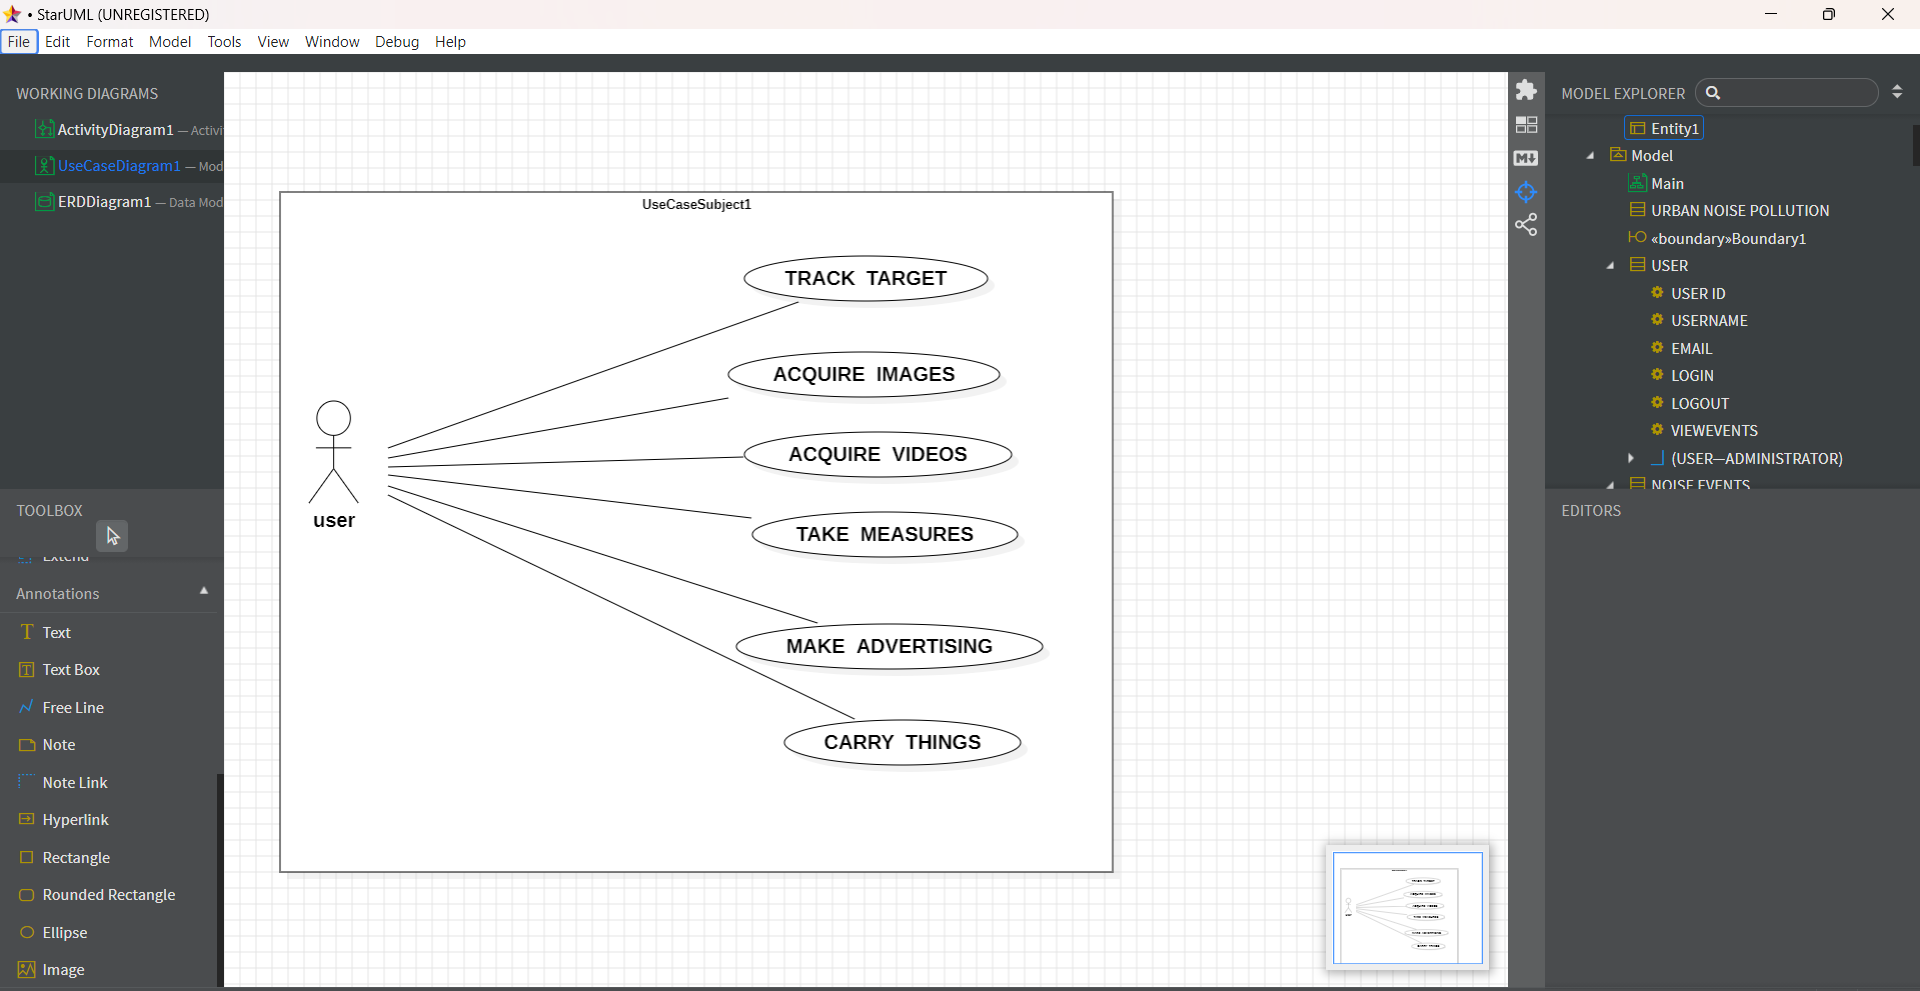 • StarUML (UNREGISTERED)
File Edit Format Model Tools View Window Debug Help
WORKING DIAGRAMS
ActivityDiagram1 — Activi
UseCaseDiagram1 — Mod
ERDDiagram1 — Data Mod
TOOLBOX
Extend
Annotations
Text
Text Box
Free Line
Note
Note Link
Hyperlink
Rectangle
Rounded Rectangle
Ellipse
Image
UseCaseSubject1
TRACK TARGET
ACQUIRE IMAGES
ACQUIRE VIDEOS
TAKE MEASURES
MAKE ADVERTISING
CARRY THINGS
user
MODEL EXPLORER
Entity1
Model
Main
URBAN NOISE POLLUTION
«boundary»Boundary1
USER
USER ID
USERNAME
EMAIL
LOGIN
LOGOUT
VIEWEVENTS
(USER—ADMINISTRATOR)
NOISE EVENTS
EDITORS